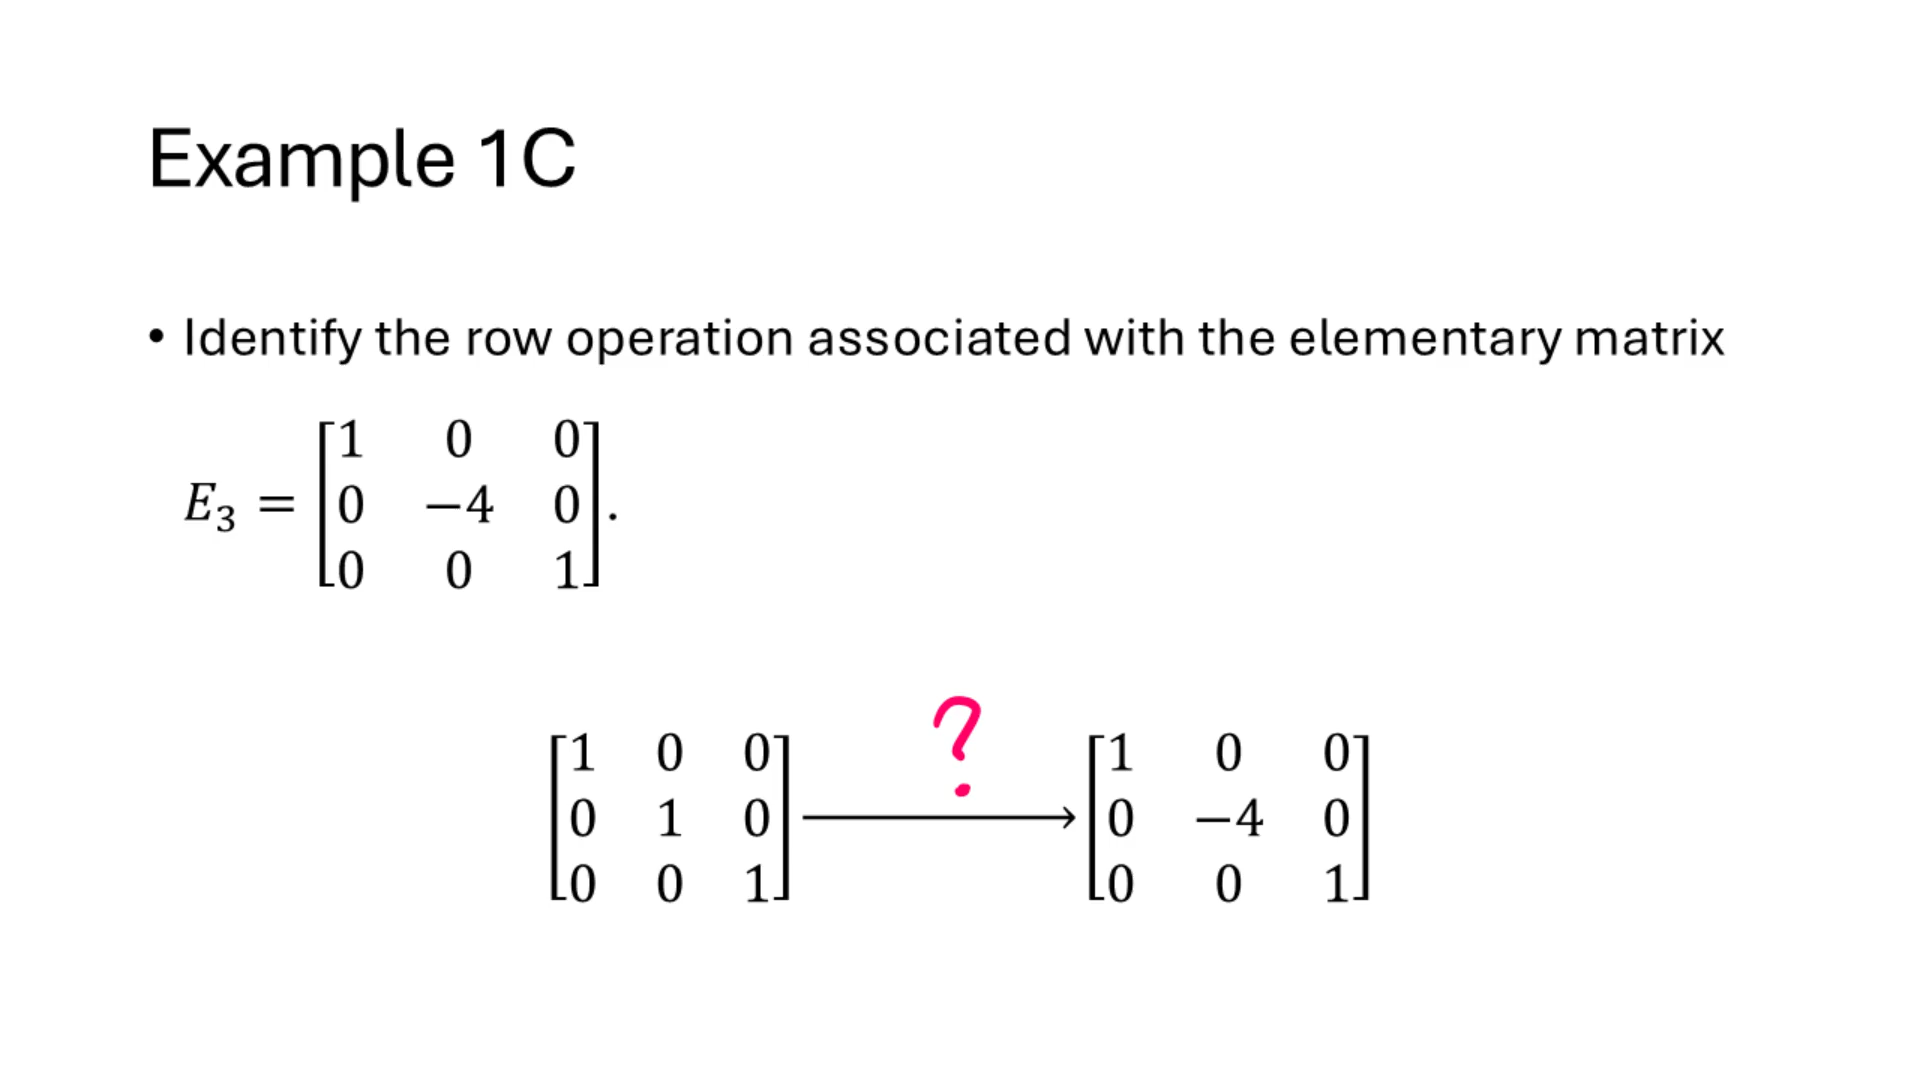 Example 1C
• Identify the row operation associated with the elementary matrix
E₃ = [1 0 0
0 −4 0
0 0 1].
?
[1 0 0
0 1 0
0 0 1] ⟶ [1 0 0
0 −4 0
0 0 1]